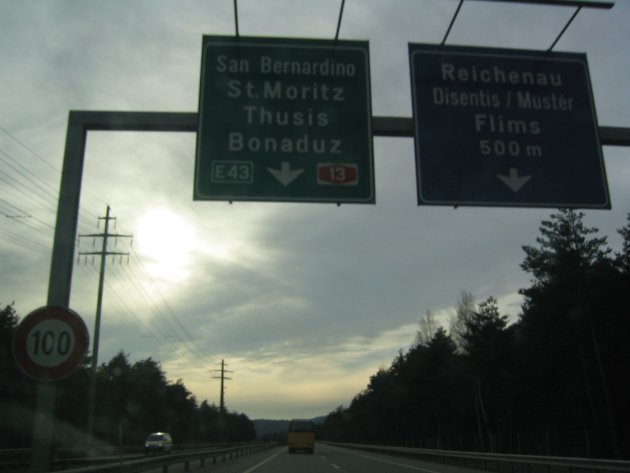 San Bernardino
St.Moritz
Thusis
Bonaduz
E43 13
Reichenau
Disentis/Mustér
Flims
500 m
100